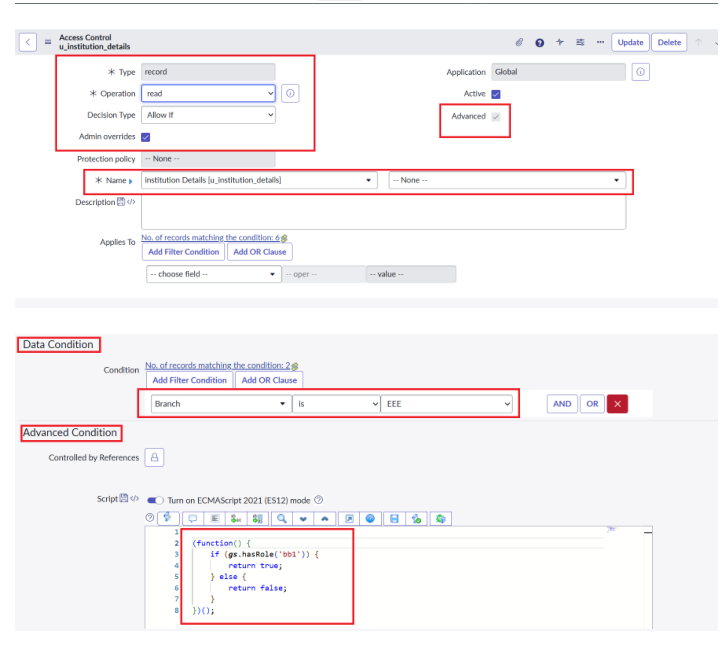 Access Control
u_institution_details
Update Delete
* Type record
Application Global
* Operation read
Active
Decision Type Allow If
Advanced
Admin overrides
Protection policy -- None --
* Name institution Details [u_institution_details] -- None --
Description
Applies To No. of records matching the condition: 6
Add Filter Condition Add OR Clause
-- choose field -- -- oper -- -- value --
Data Condition
Condition No. of records matching the condition: 2
Add Filter Condition Add OR Clause
Branch is EEE AND OR
Advanced Condition
Controlled by References
Script Turn on ECMAScript 2021 (ES12) mode
1
2 (function() {
3 if (gs.hasRole('bb1')) {
4 return true;
5 } else {
6 return false;
7 }
8 })();